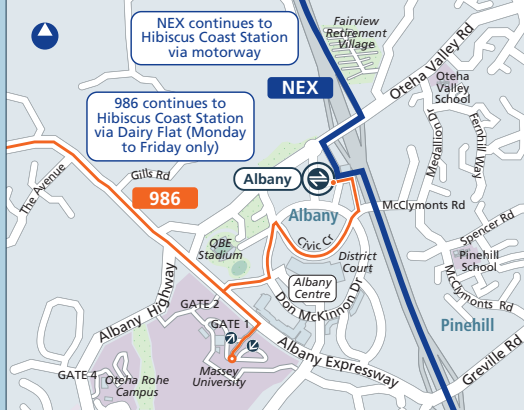 NEX continues to
Hibiscus Coast Station
via motorway
Fairview
Retirement
Village
Oteha Valley Rd
NEX
Oteha
Valley
School
986 continues to
Hibiscus Coast Station
via Dairy Flat (Monday
to Friday only)
Medallion Dr
Fernhill Way
The Avenue
Gills Rd
986
Albany
Albany
McClymonts Rd
Civic Cr
Spencer Rd
QBE
Stadium
District
Court
Pinehill
School
McClymonts Rd
Albany
Centre
Don McKinnon Dr
Albany Highway
GATE 2
GATE 1
Pinehill
Albany Expressway
Greville Rd
Massey
University
GATE 4
Oteha Rohe
Campus